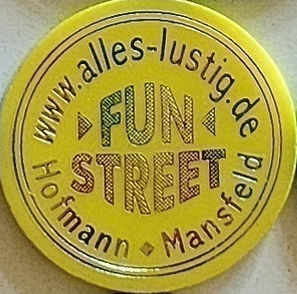 www.alles-lustig.de
FUN
STREET
Hofmann ◆ Mansfeld